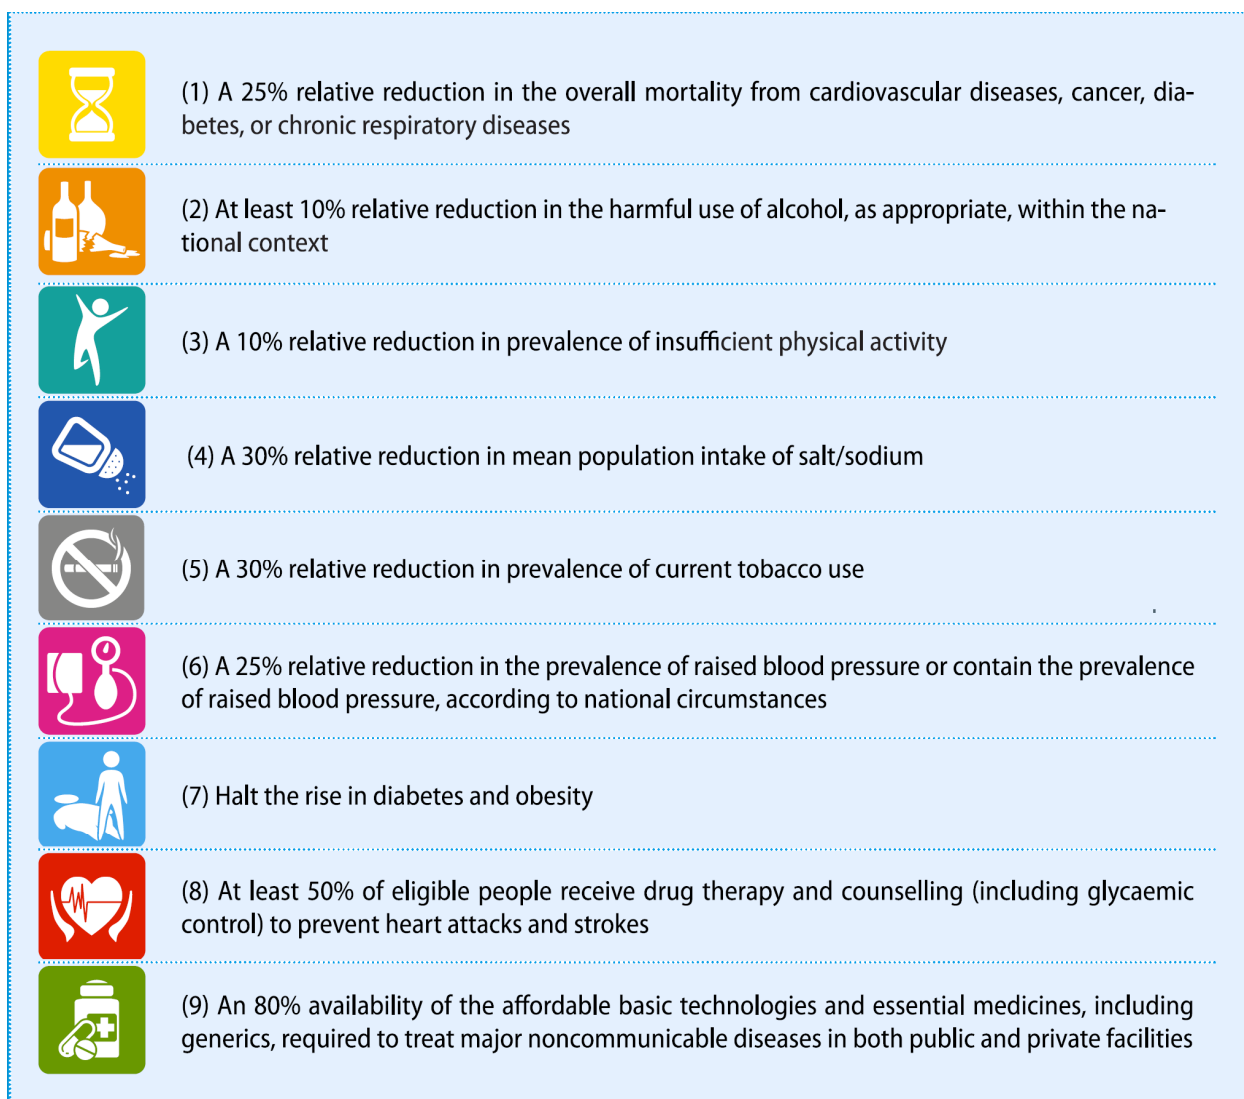 (1) A 25% relative reduction in the overall mortality from cardiovascular diseases, cancer, dia-
betes, or chronic respiratory diseases
(2) At least 10% relative reduction in the harmful use of alcohol, as appropriate, within the na-
tional context
(3) A 10% relative reduction in prevalence of insufficient physical activity
(4) A 30% relative reduction in mean population intake of salt/sodium
(5) A 30% relative reduction in prevalence of current tobacco use
(6) A 25% relative reduction in the prevalence of raised blood pressure or contain the prevalence
of raised blood pressure, according to national circumstances
(7) Halt the rise in diabetes and obesity
(8) At least 50% of eligible people receive drug therapy and counselling (including glycaemic
control) to prevent heart attacks and strokes
(9) An 80% availability of the affordable basic technologies and essential medicines, including
generics, required to treat major noncommunicable diseases in both public and private facilities